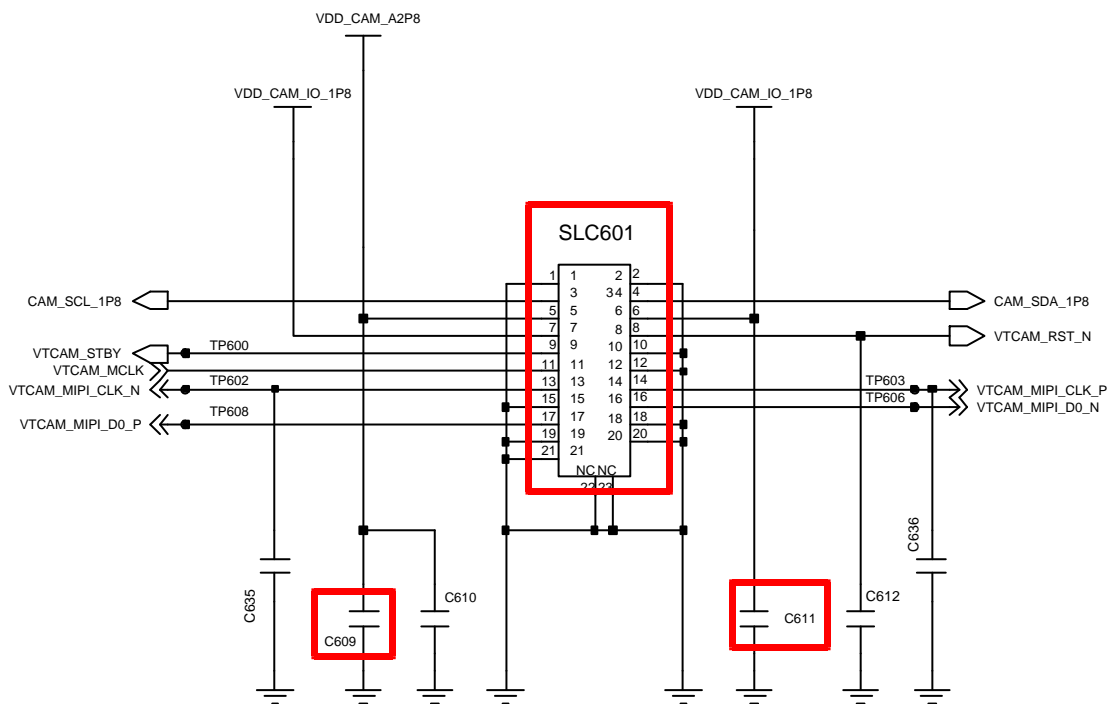 VDD_CAM_A2P8
VDD_CAM_IO_1P8
VDD_CAM_IO_1P8
SLC601
1 1 2 2
CAM_SCL_1P8 3 34 4 CAM_SDA_1P8
5 5 6 6
7 7 8 8 VTCAM_RST_N
VTCAM_STBY TP600 9 9 10 10
VTCAM_MCLK 11 11 12 12
VTCAM_MIPI_CLK_N TP602 13 13 14 14 TP603 VTCAM_MIPI_CLK_P
15 15 16 16 TP606 VTCAM_MIPI_D0_N
VTCAM_MIPI_D0_P TP608 17 17 18 18
19 19 20 20
21 21
NC NC
22 23
C636
C635
C609
C610
C611
C612